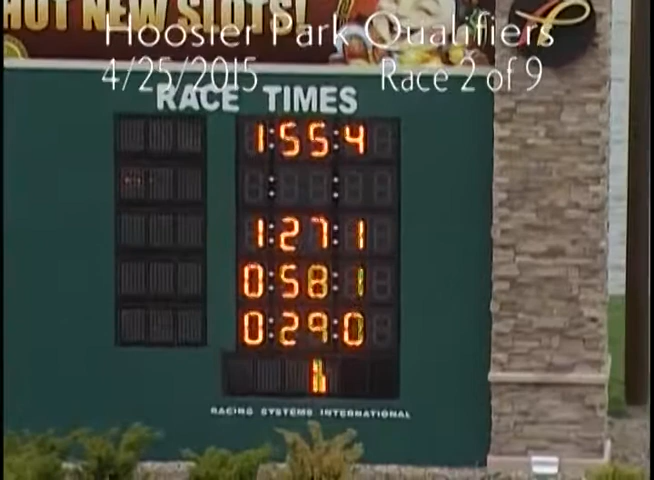 HOT NEW SLOTS!
Hoosier Park Qualifiers
4/25/2015 Race 2 of 9
RACE TIMES
1:55:4
: :
1:27:1
0:58:1
0:29:0
1
RACING SYSTEMS INTERNATIONAL